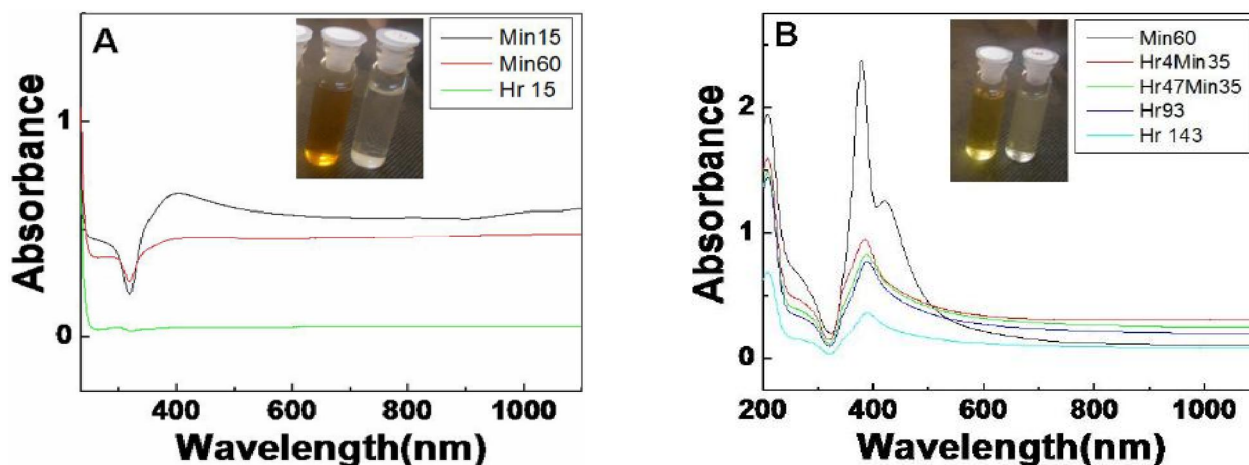 A
Min15
Min60
Hr 15
1
0
400
600
800
1000
Absorbance
Wavelength(nm)
B
Min60
Hr4Min35
Hr47Min35
Hr93
Hr 143
2
1
0
200
400
600
800
1000
Absorbance
Wavelength(nm)